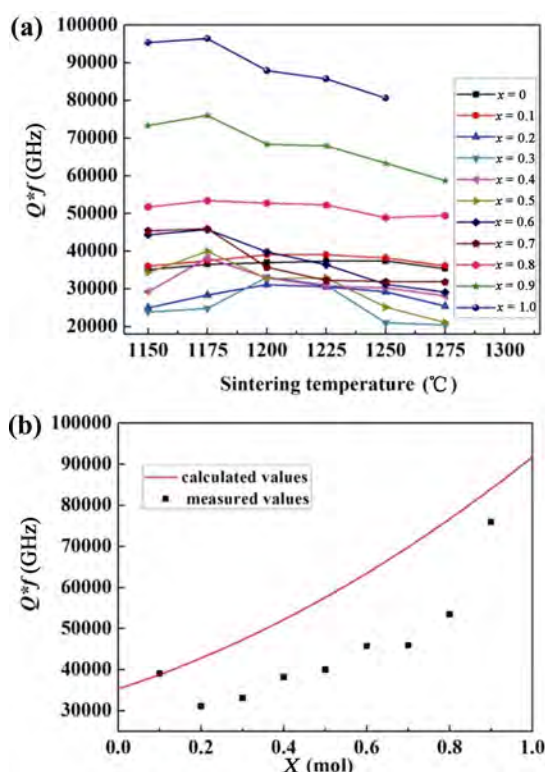 (a)
100000
90000
80000
70000
60000
50000
40000
30000
20000
Q*f (GHz)
x = 0
x = 0.1
x = 0.2
x = 0.3
x = 0.4
x = 0.5
x = 0.6
x = 0.7
x = 0.8
x = 0.9
x = 1.0
1150 1175 1200 1225 1250 1275 1300
Sintering temperature (℃)
(b)
100000
90000
80000
70000
60000
50000
40000
30000
Q*f (GHz)
calculated values
measured values
0.0 0.2 0.4 0.6 0.8 1.0
X (mol)